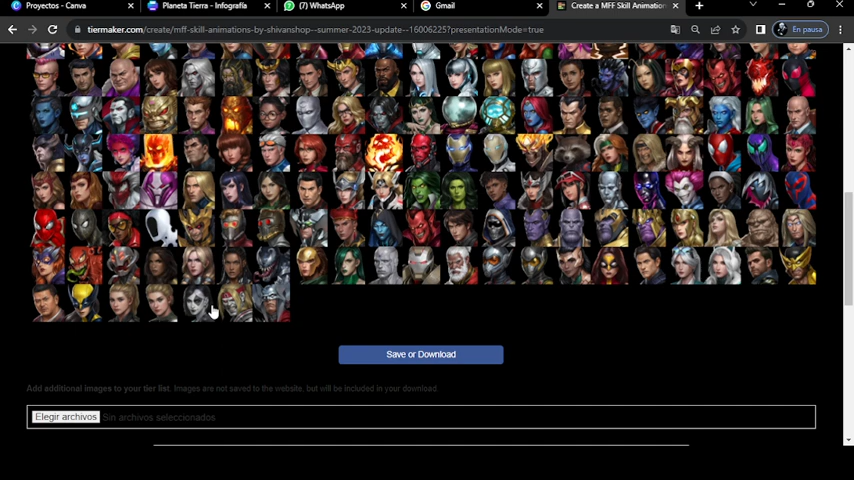 Proyectos - Canva
Planeta Tierra - Infografía
(7) WhatsApp
Gmail
Create a MFF Skill Animation
tiermaker.com/create/mff-skill-animations-by-shivanshop--summer-2023-update--16006225?presentationMode=true
En pausa
Save or Download
Add additional images to your tier list. Images are not saved to the website, but will be included in your download.
Elegir archivos Sin archivos seleccionados